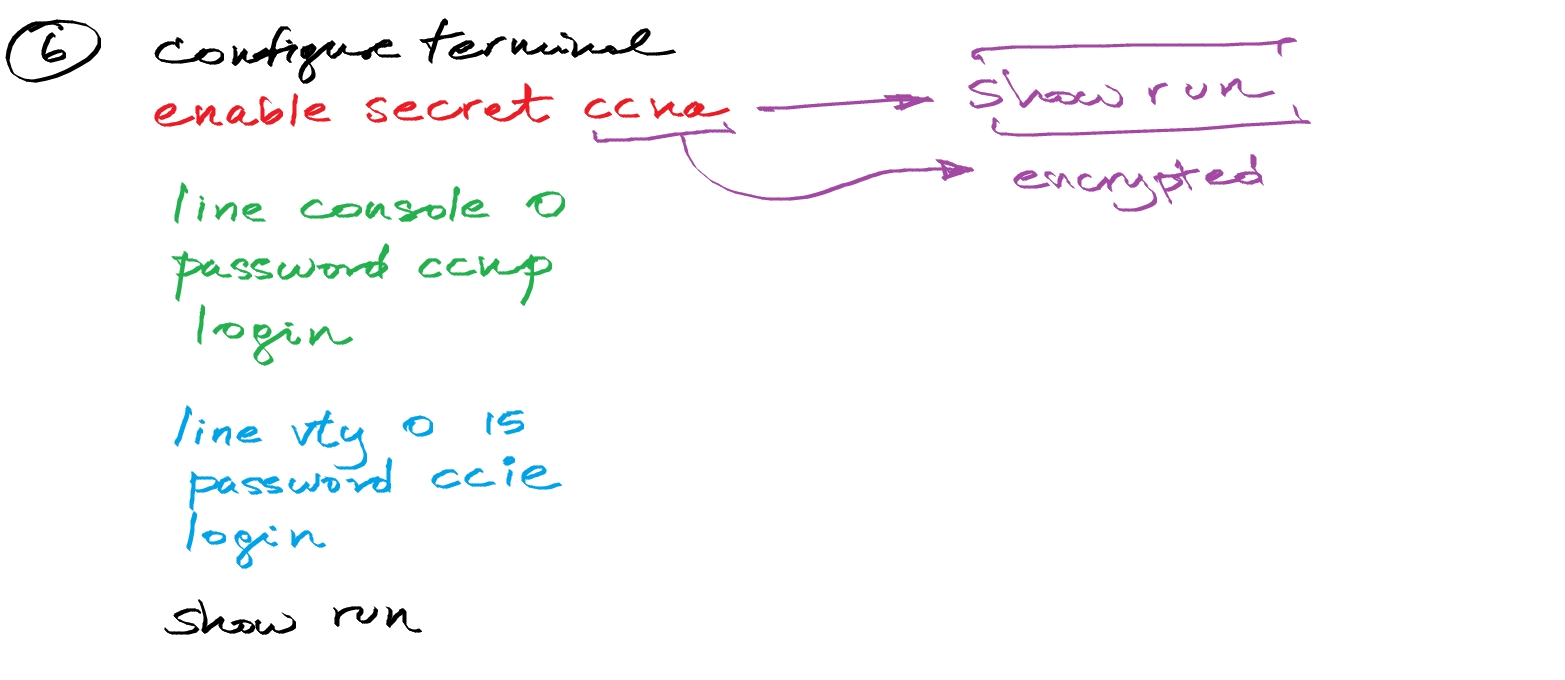 6 configure terminal
enable secret ccna show run
encrypted
line console 0
password ccnp
login
line vty 0 15
password ccie
login
show run